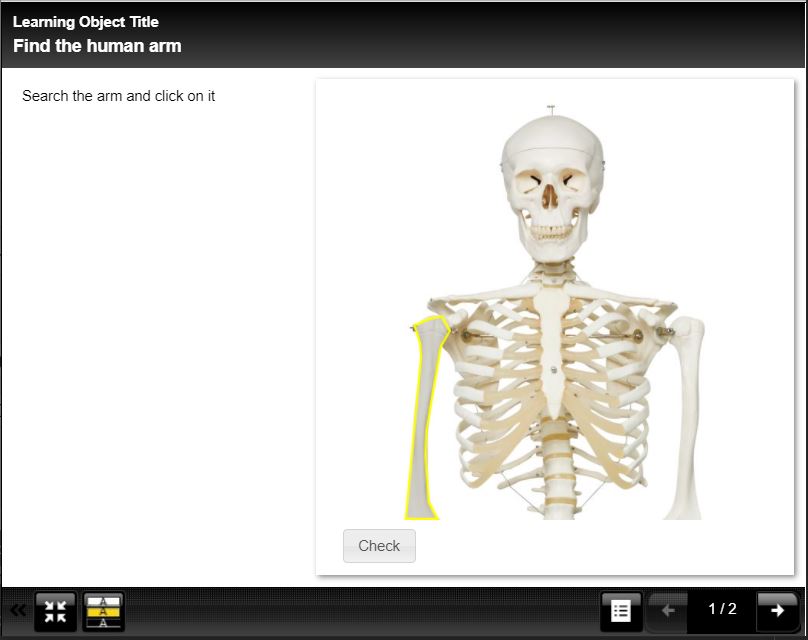 Learning Object Title
Find the human arm
Search the arm and click on it
Check
A
A
A
1 / 2